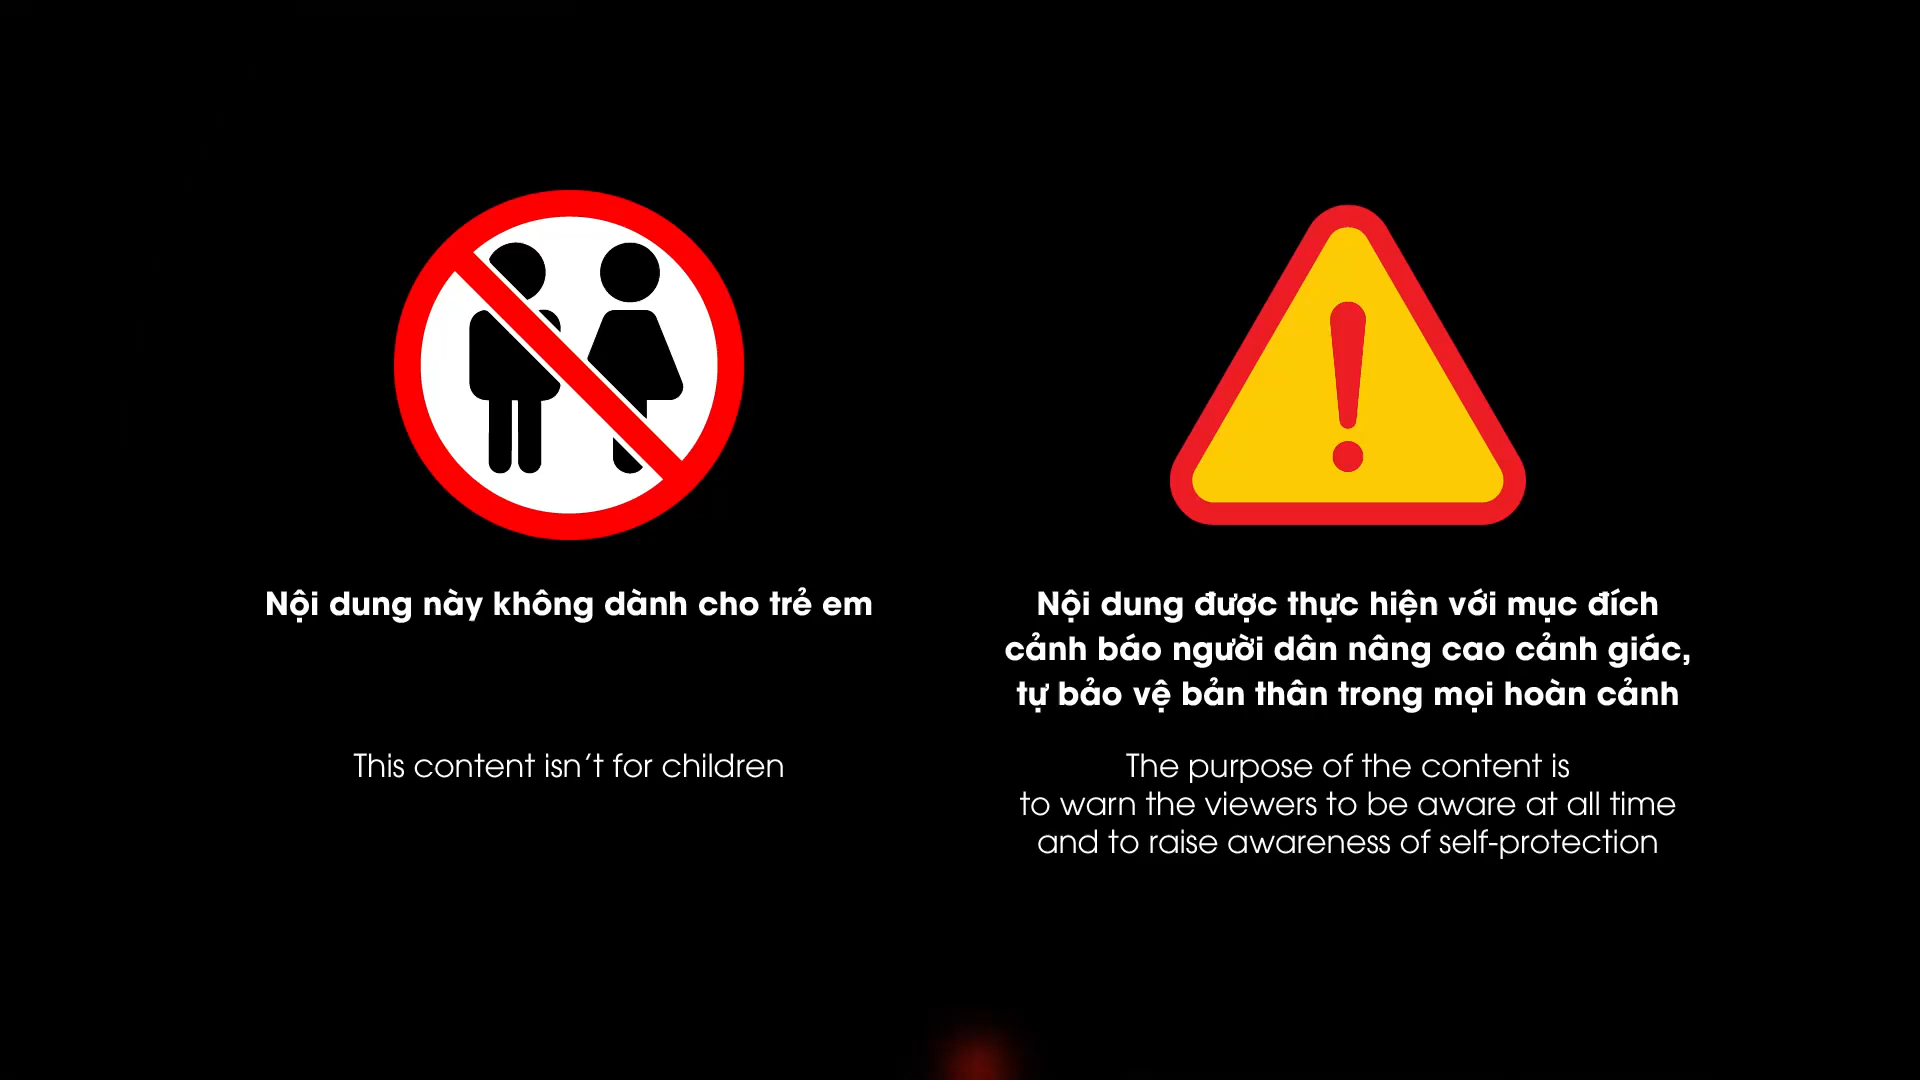 Nội dung này không dành cho trẻ em
This content isn't for children
Nội dung được thực hiện với mục đích
cảnh báo người dân nâng cao cảnh giác,
tự bảo vệ bản thân trong mọi hoàn cảnh
The purpose of the content is
to warn the viewers to be aware at all time
and to raise awareness of self-protection